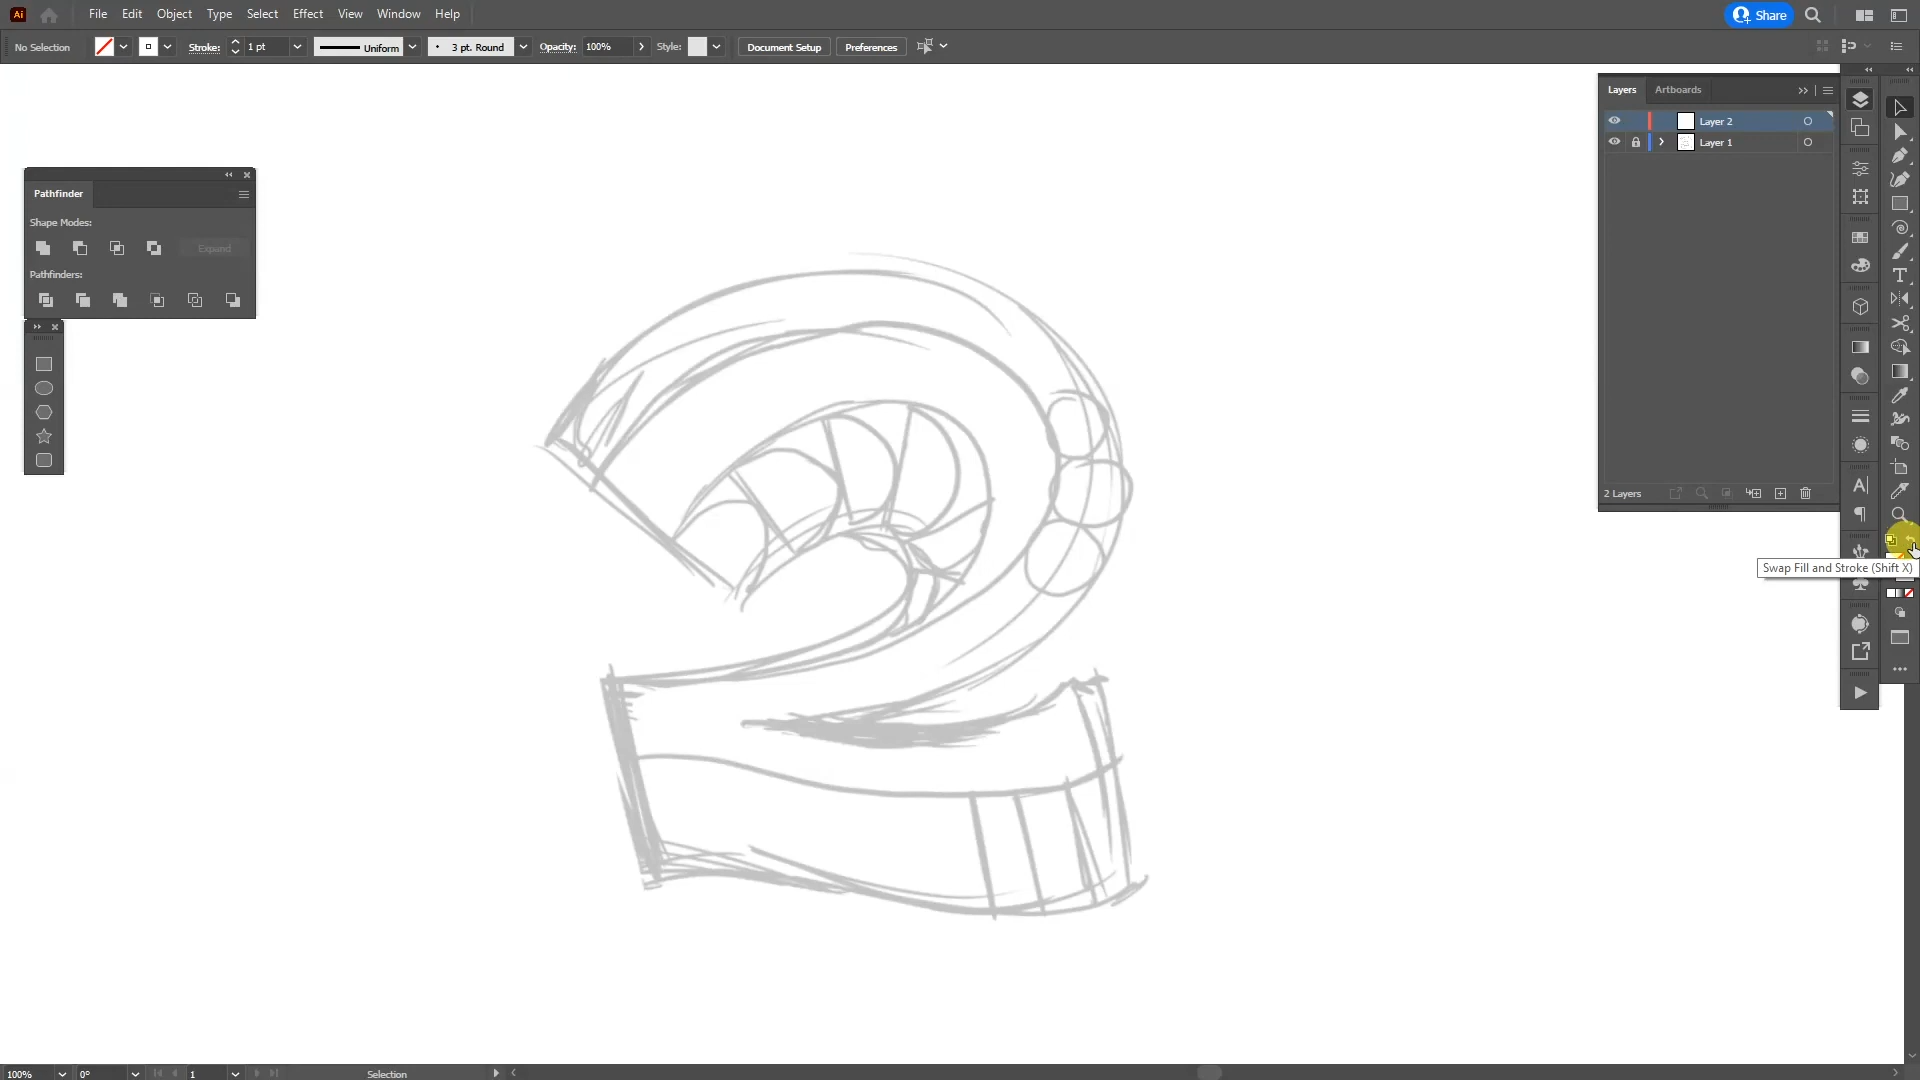 Ai File Edit Object Type Select Effect View Window Help Share
No Selection Stroke: 1 pt Uniform 3 pt. Round Opacity: 100% Style: Document Setup Preferences
Layers Artboards
Layer 2
Layer 1
Pathfinder
Shape Modes:
Expand
Pathfinders:
2 Layers
Swap Fill and Stroke (Shift X)
100% 0° 1 Selection